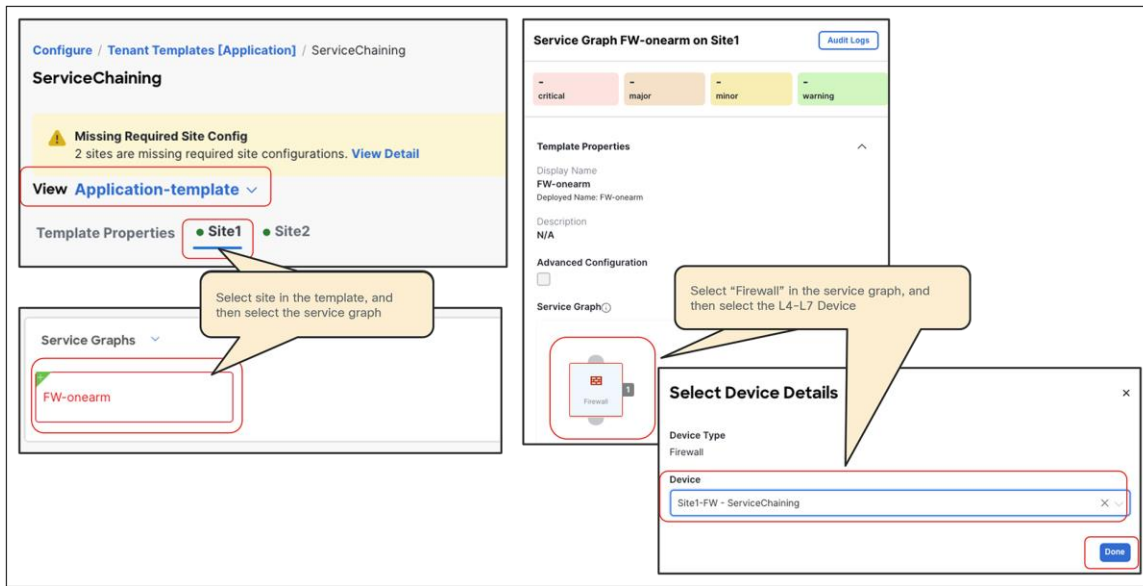 Configure / Tenant Templates [Application] / ServiceChaining
ServiceChaining
Missing Required Site Config
2 sites are missing required site configurations. View Detail
View Application-template
Template Properties Site1 Site2
Select site in the template, and
then select the service graph
Service Graphs
FW-onearm
Service Graph FW-onearm on Site1
Audit Logs
- - - -
critical major minor warning
Template Properties
Display Name
FW-onearm
Deployed Name: FW-onearm
Description
N/A
Advanced Configuration
Service Graph
Select “Firewall” in the service graph, and
then select the L4-L7 Device
1
Firewall
Select Device Details
Device Type
Firewall
Device
Site1-FW - ServiceChaining
Done